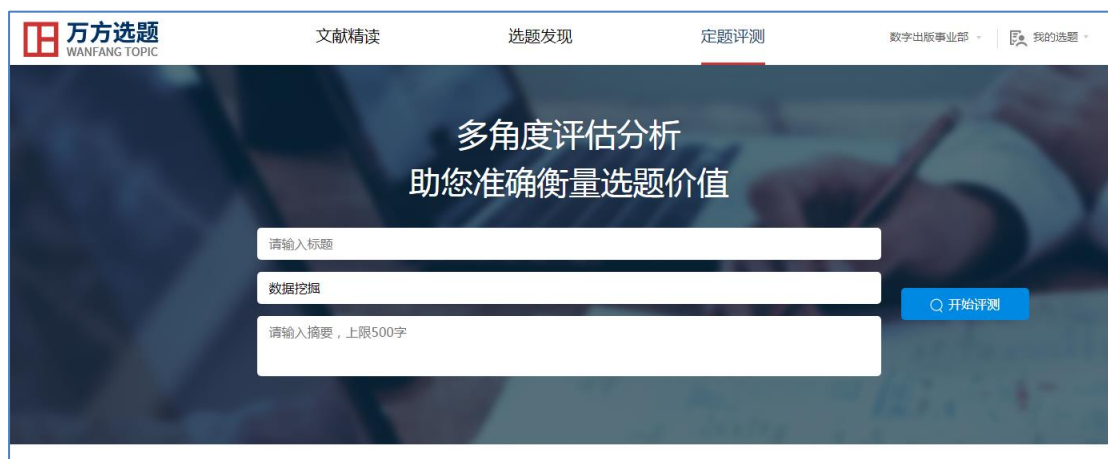 万方选题
WANFANG TOPIC
文献精读
选题发现
定题评测
数字出版事业部
我的选题
多角度评估分析
助您准确衡量选题价值
请输入标题
数据挖掘
开始评测
请输入摘要，上限500字